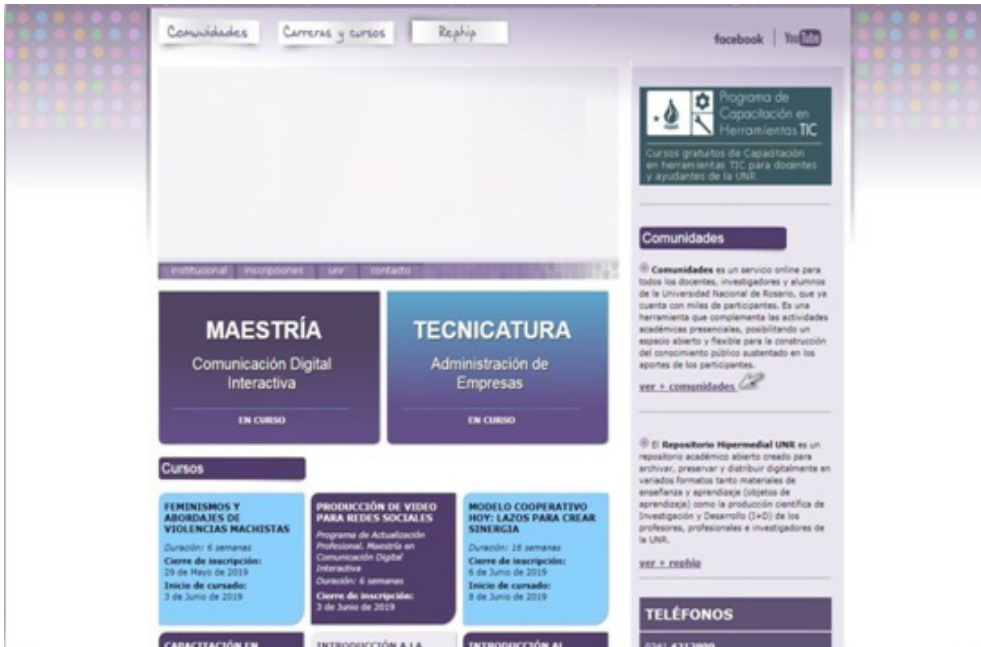 Comunidades
Carreras y cursos
Rephip
facebook | YouTube
Programa de
Capacitación en
Herramientas TIC
Cursos gratuitos de Capacitación
en herramientas TIC para docentes
y ayudantes de la UNR
institucional
inscripciones
unr
contacto
MAESTRÍA
Comunicación Digital
Interactiva
EN CURSO
TECNICATURA
Administración de
Empresas
EN CURSO
Cursos
FEMINISMOS Y
ABORDAJES DE
VIOLENCIAS MACHISTAS
Duración: 6 semanas
Cierre de inscripción:
29 de Mayo de 2019
Inicio de cursado:
3 de Junio de 2019
PRODUCCIÓN DE VIDEO
PARA REDES SOCIALES
Programa de Actualización
Profesional. Maestría en
Comunicación Digital
Interactiva
Duración: 6 semanas
Cierre de inscripción:
3 de Junio de 2019
MODELO COOPERATIVO
HOY: LAZOS PARA CREAR
SINERGIA
Duración: 16 semanas
Cierre de inscripción:
6 de Junio de 2019
Inicio de cursado:
8 de Junio de 2019
CAPACITACIÓN EN
INTRODUCCIÓN A LA
INTRODUCCIÓN AL
Comunidades
Comunidades es un servicio online para
todos los docentes, investigadores y alumnos
de la Universidad Nacional de Rosario, que ya
cuenta con miles de participantes. Es una
herramienta que complementa las actividades
académicas presenciales, posibilitando un
espacio abierto y flexible para la construcción
del conocimiento público sustentado en los
aportes de los participantes.
ver + comunidades
El Repositorio Hipermedial UNR es un
repositorio académico abierto creado para
archivar, preservar y distribuir digitalmente en
variados formatos tanto materiales de
enseñanza y aprendizaje (objetos de
aprendizaje) como la producción científica de
Investigación y Desarrollo (I+D) de los
profesores, profesionales e investigadores de
la UNR.
ver + rephip
TELÉFONOS